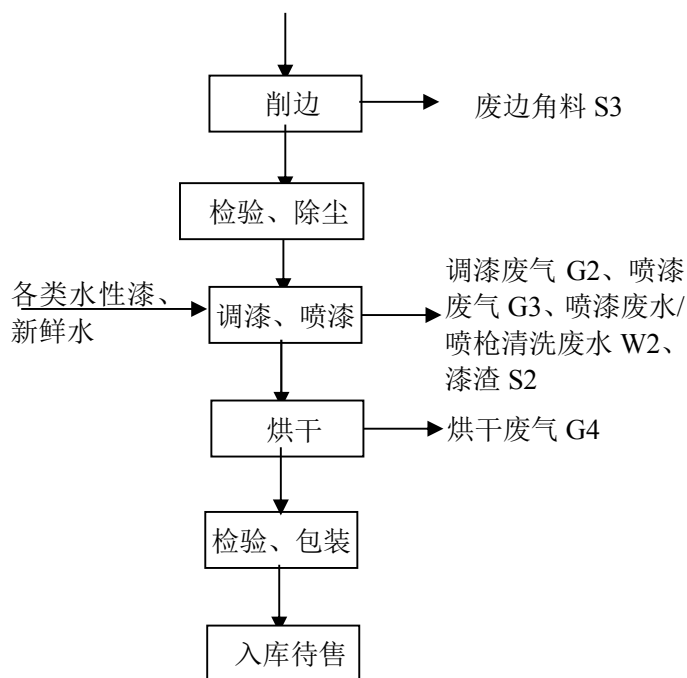 削边
废边角料 S3
检验、除尘
各类水性漆、
新鲜水
调漆、喷漆
调漆废气 G2、喷漆
废气 G3、喷漆废水/
喷枪清洗废水 W2、
漆渣 S2
烘干
烘干废气 G4
检验、包装
入库待售